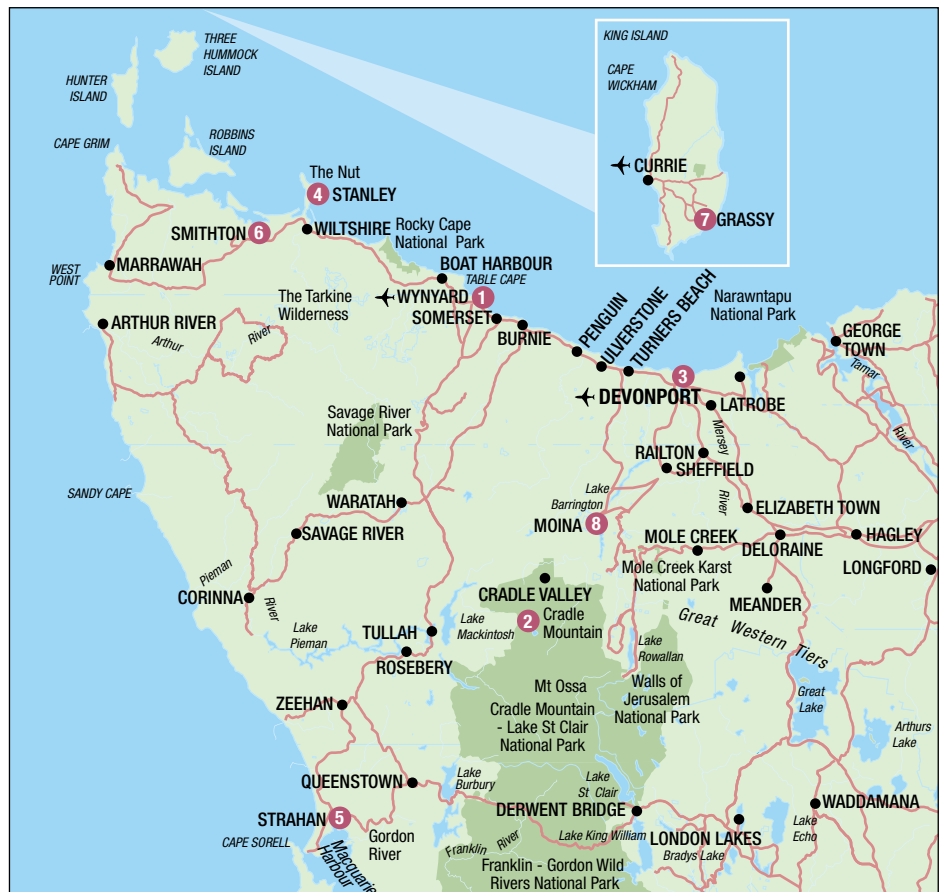 THREE
HUMMOCK
ISLAND
HUNTER
ISLAND
CAPE GRIM
ROBBINS
ISLAND
KING ISLAND
CAPE
WICKHAM
CURRIE
7
GRASSY
The Nut
4
STANLEY
SMITHTON
6
WILTSHIRE
Rocky Cape
National Park
MARRAWAH
WEST
POINT
BOAT HARBOUR
TABLE CAPE
WYNYARD
1
The Tarkine
Wilderness
SOMERSET
BURNIE
ARTHUR RIVER
Arthur
River
PENGUIN
ULVERSTONE
TURNERS BEACH
Narawntapu
National Park
GEORGE
TOWN
Tamar
River
3
DEVONPORT
LATROBE
Mersey
River
Savage River
National Park
RAILTON
SHEFFIELD
SANDY CAPE
WARATAH
Lake
Barrington
ELIZABETH TOWN
SAVAGE RIVER
MOINA
8
MOLE CREEK
DELORAINE
HAGLEY
LONGFORD
Mole Creek Karst
National Park
Pieman
River
CORINNA
CRADLE VALLEY
2
Cradle
Mountain
MEANDER
Great Western Tiers
Lake
Pieman
TULLAH
Lake
Mackintosh
ROSEBERY
Lake
Rowallan
Mt Ossa
Walls of
Jerusalem
National Park
Great
Lake
ZEEHAN
Cradle Mountain
- Lake St Clair
National Park
Arthurs
Lake
QUEENSTOWN
Lake
Burbury
Lake
St Clair
DERWENT BRIDGE
WADDAMANA
STRAHAN
5
CAPE SORELL
Gordon
River
Macquarie
Harbour
Franklin
River
Lake King William
LONDON LAKES
Bradys Lake
Lake
Echo
Franklin - Gordon Wild
Rivers National Park